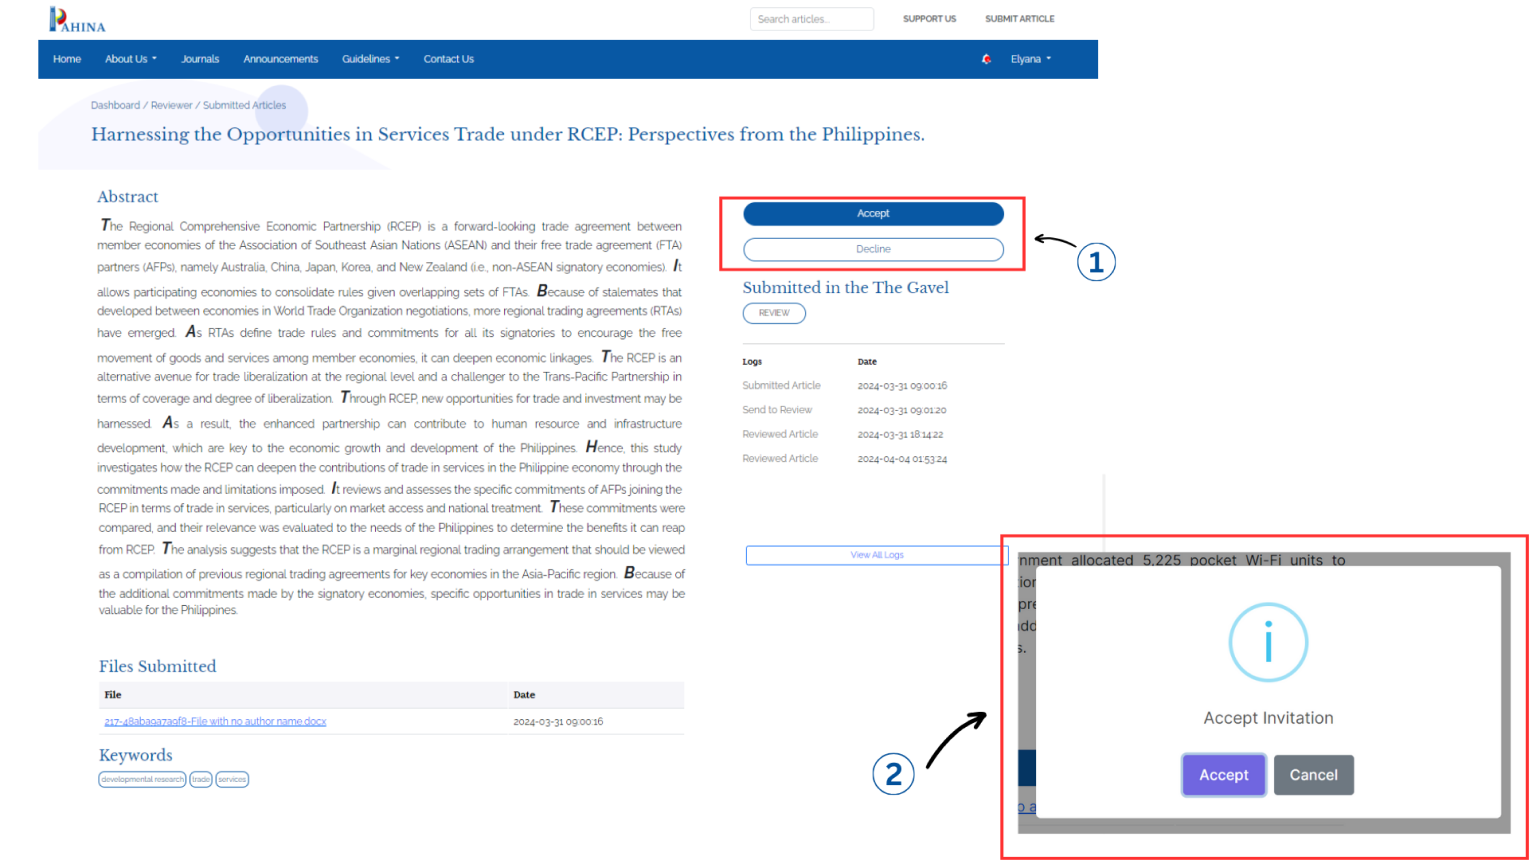 PAHINA
Search articles...
SUPPORT US
SUBMIT ARTICLE
Home
About Us
Journals
Announcements
Guidelines
Contact Us
Elyana
Dashboard / Reviewer / Submitted Articles
Harnessing the Opportunities in Services Trade under RCEP: Perspectives from the Philippines.
Abstract
The Regional Comprehensive Economic Partnership (RCEP) is a forward-looking trade agreement between
member economies of the Association of Southeast Asian Nations (ASEAN) and their free trade agreement (FTA)
partners (AFPs), namely Australia, China, Japan, Korea, and New Zealand (i.e., non-ASEAN signatory economies). It
allows participating economies to consolidate rules given overlapping sets of FTAs. Because of stalemates that
developed between economies in World Trade Organization negotiations, more regional trading agreements (RTAs)
have emerged. As RTAs define trade rules and commitments for all its signatories to encourage the free
movement of goods and services among member economies, it can deepen economic linkages. The RCEP is an
alternative avenue for trade liberalization at the regional level and a challenger to the Trans-Pacific Partnership in
terms of coverage and degree of liberalization. Through RCEP, new opportunities for trade and investment may be
harnessed. As a result, the enhanced partnership can contribute to human resource and infrastructure
development, which are key to the economic growth and development of the Philippines. Hence, this study
investigates how the RCEP can deepen the contributions of trade in services in the Philippine economy through the
commitments made and limitations imposed. It reviews and assesses the specific commitments of AFPs joining the
RCEP in terms of trade in services, particularly on market access and national treatment. These commitments were
compared, and their relevance was evaluated to the needs of the Philippines to determine the benefits it can reap
from RCEP. The analysis suggests that the RCEP is a marginal regional trading arrangement that should be viewed
as a compilation of previous regional trading agreements for key economies in the Asia-Pacific region. Because of
the additional commitments made by the signatory economies, specific opportunities in trade in services may be
valuable for the Philippines.
Files Submitted
File Date
217-48aba9a7a9f8-File with no author name.docx 2024-03-31 09:00:16
Keywords
developmental research trade services
Accept
Decline
1
Submitted in the The Gavel
REVIEW
Logs Date
Submitted Article 2024-03-31 09:00:16
Send to Review 2024-03-31 09:01:20
Reviewed Article 2024-03-31 18:14:22
Reviewed Article 2024-04-04 01:53:24
View All Logs
2
nment allocated 5,225 pocket Wi-Fi units to
tion
pre
add
s.
o a
i
Accept Invitation
Accept
Cancel